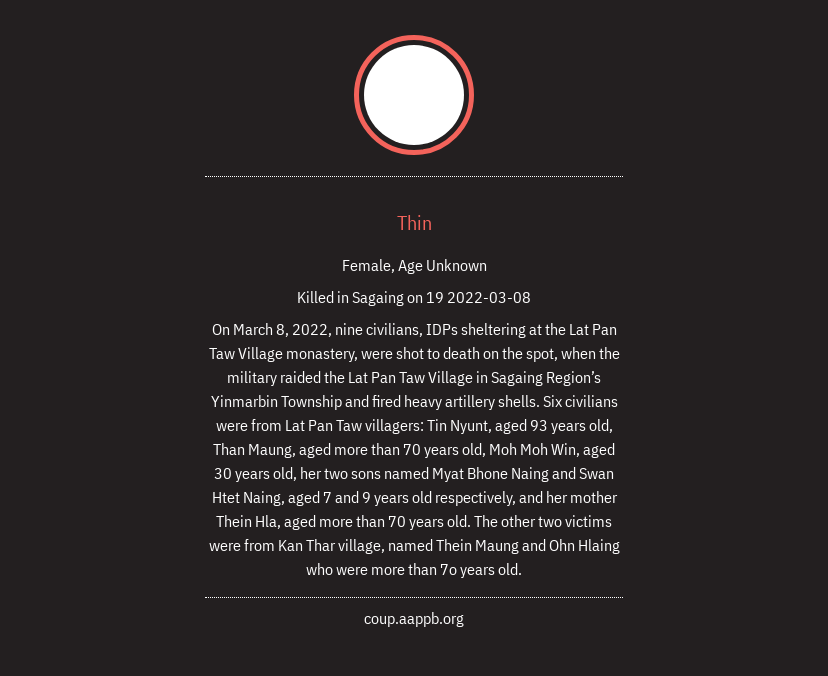 Thin
Female, Age Unknown
Killed in Sagaing on 19 2022-03-08
On March 8, 2022, nine civilians, IDPs sheltering at the Lat Pan
Taw Village monastery, were shot to death on the spot, when the
military raided the Lat Pan Taw Village in Sagaing Region’s
Yinmarbin Township and fired heavy artillery shells. Six civilians
were from Lat Pan Taw villagers: Tin Nyunt, aged 93 years old,
Than Maung, aged more than 70 years old, Moh Moh Win, aged
30 years old, her two sons named Myat Bhone Naing and Swan
Htet Naing, aged 7 and 9 years old respectively, and her mother
Thein Hla, aged more than 70 years old. The other two victims
were from Kan Thar village, named Thein Maung and Ohn Hlaing
who were more than 7o years old.
coup.aappb.org